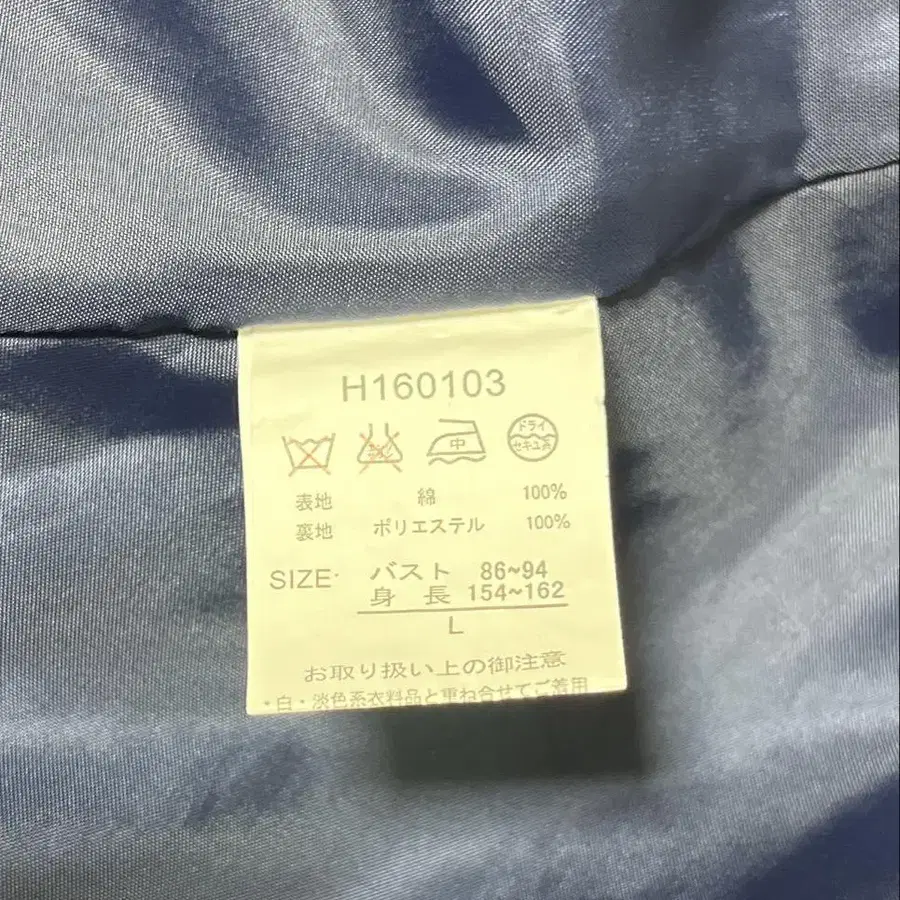 H160103
中 ドライ
セキユ系
表地 綿 100%
裏地 ポリエステル 100%
SIZE バスト 86~94
身長 154~162
L
お取り扱い上の御注意
・白・淡色系衣料品と重ね合せてご着用